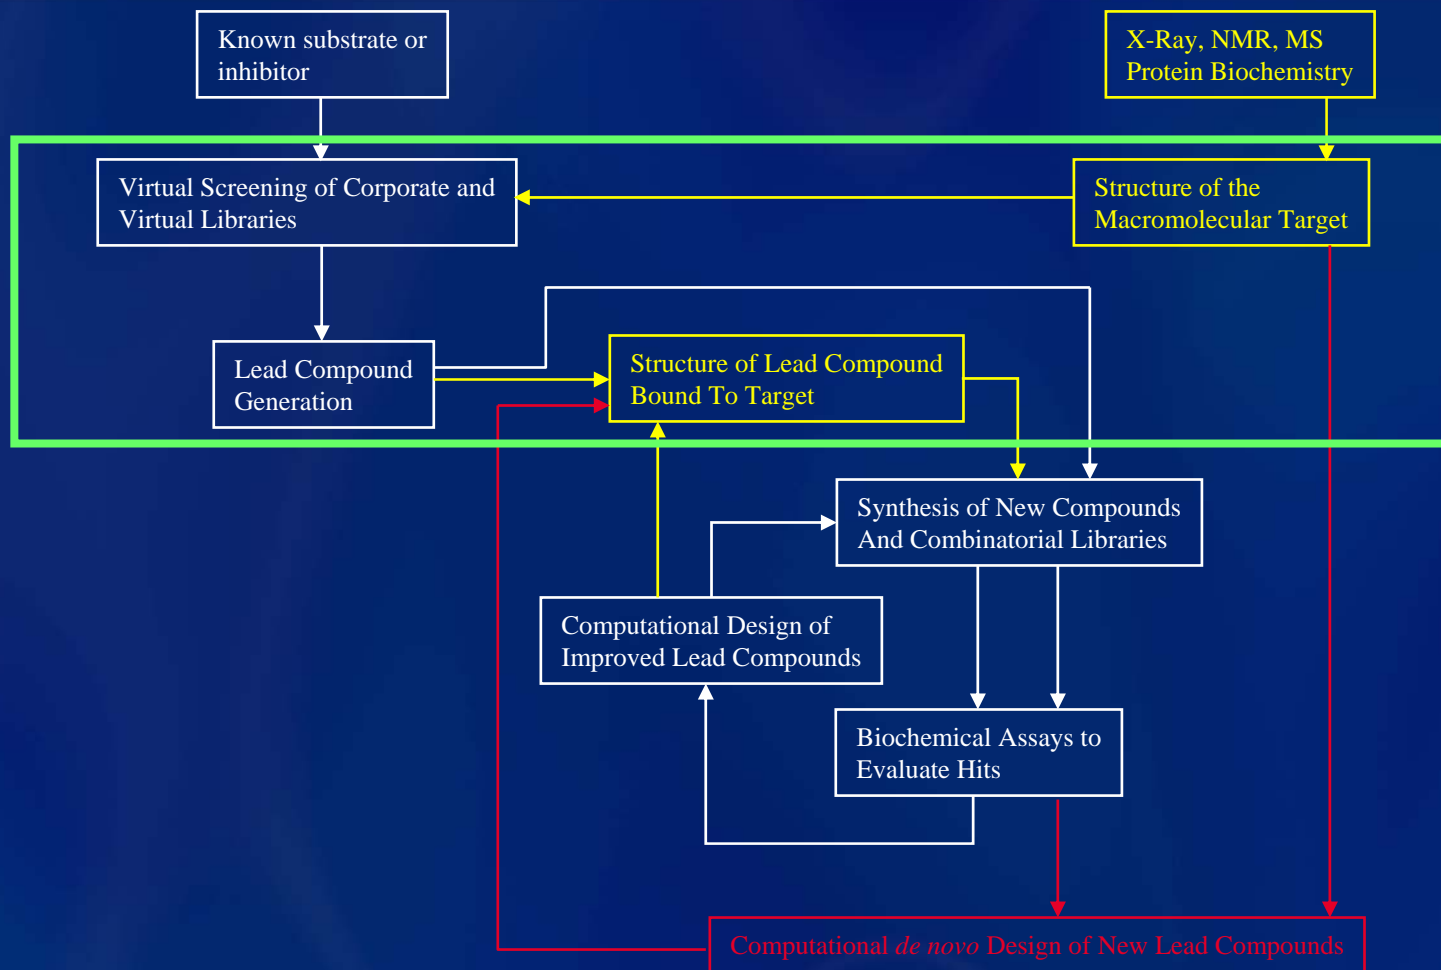 Known substrate or
inhibitor
X-Ray, NMR, MS
Protein Biochemistry
Virtual Screening of Corporate and
Virtual Libraries
Structure of the
Macromolecular Target
Lead Compound
Generation
Structure of Lead Compound
Bound To Target
Synthesis of New Compounds
And Combinatorial Libraries
Computational Design of
Improved Lead Compounds
Biochemical Assays to
Evaluate Hits
Computational de novo Design of New Lead Compounds